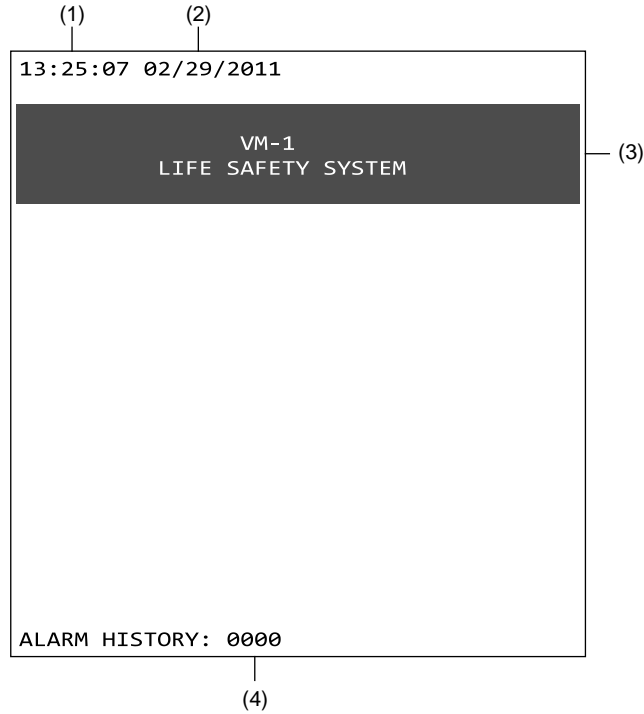 (1) (2)
13:25:07 02/29/2011
VM-1
(3)
LIFE SAFETY SYSTEM
ALARM HISTORY: 0000
(4)